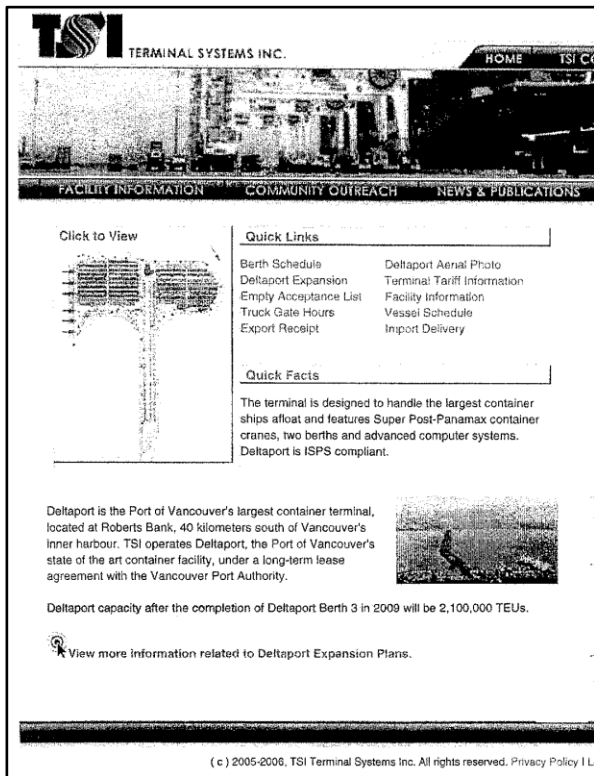 TSI TERMINAL SYSTEMS INC.
HOME TSI
FACILITY INFORMATION COMMUNITY OUTREACH NEWS & PUBLICATIONS
Click to View
Quick Links
Berth Schedule Deltaport Aerial Photo
Deltaport Expansion Terminal Tariff Information
Empty Acceptance List Facility Information
Truck Gate Hours Vessel Schedule
Export Receipt Import Delivery
Quick Facts
The terminal is designed to handle the largest container
ships afloat and features Super Post-Panamax container
cranes, two berths and advanced computer systems.
Deltaport is ISPS compliant.
Deltaport is the Port of Vancouver's largest container terminal,
located at Roberts Bank, 40 kilometers south of Vancouver's
inner harbour. TSI operates Deltaport, the Port of Vancouver's
state of the art container facility, under a long-term lease
agreement with the Vancouver Port Authority.
Deltaport capacity after the completion of Deltaport Berth 3 in 2009 will be 2,100,000 TEUs.
View more information related to Deltaport Expansion Plans.
( c ) 2005-2006, TSI Terminal Systems Inc. All rights reserved. Privacy Policy |